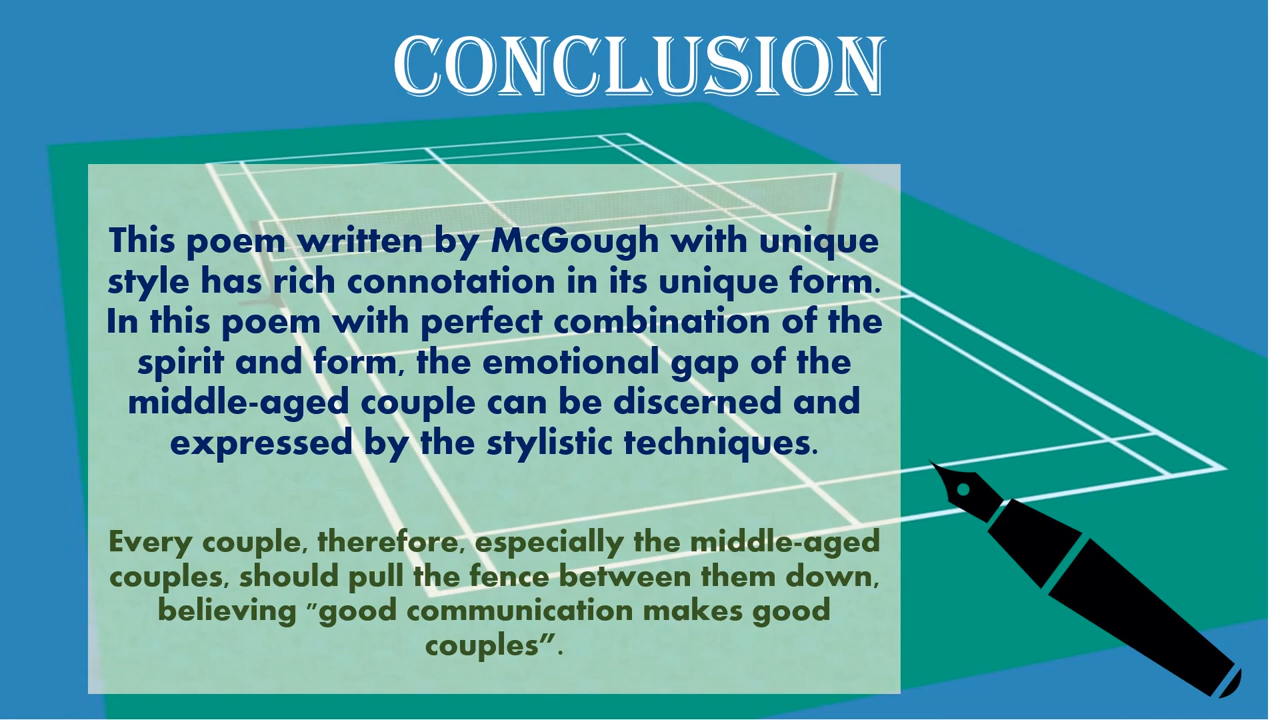 CONCLUSION
This poem written by McGough with unique
style has rich connotation in its unique form.
In this poem with perfect combination of the
spirit and form, the emotional gap of the
middle-aged couple can be discerned and
expressed by the stylistic techniques.
Every couple, therefore, especially the middle-aged
couples, should pull the fence between them down,
believing "good communication makes good
couples”.